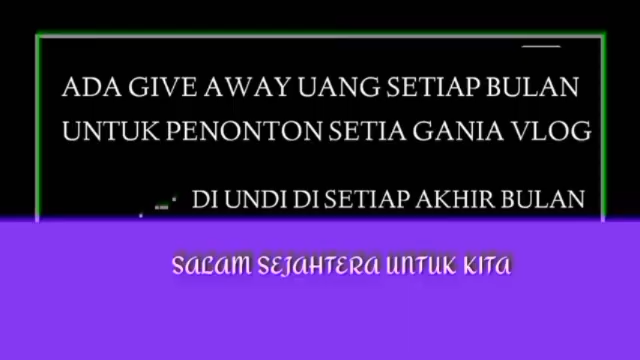 ADA GIVE AWAY UANG SETIAP BULAN
UNTUK PENONTON SETIA GANIA VLOG
DI UNDI DI SETIAP AKHIR BULAN
SALAM SEJAHTERA UNTUK KITA